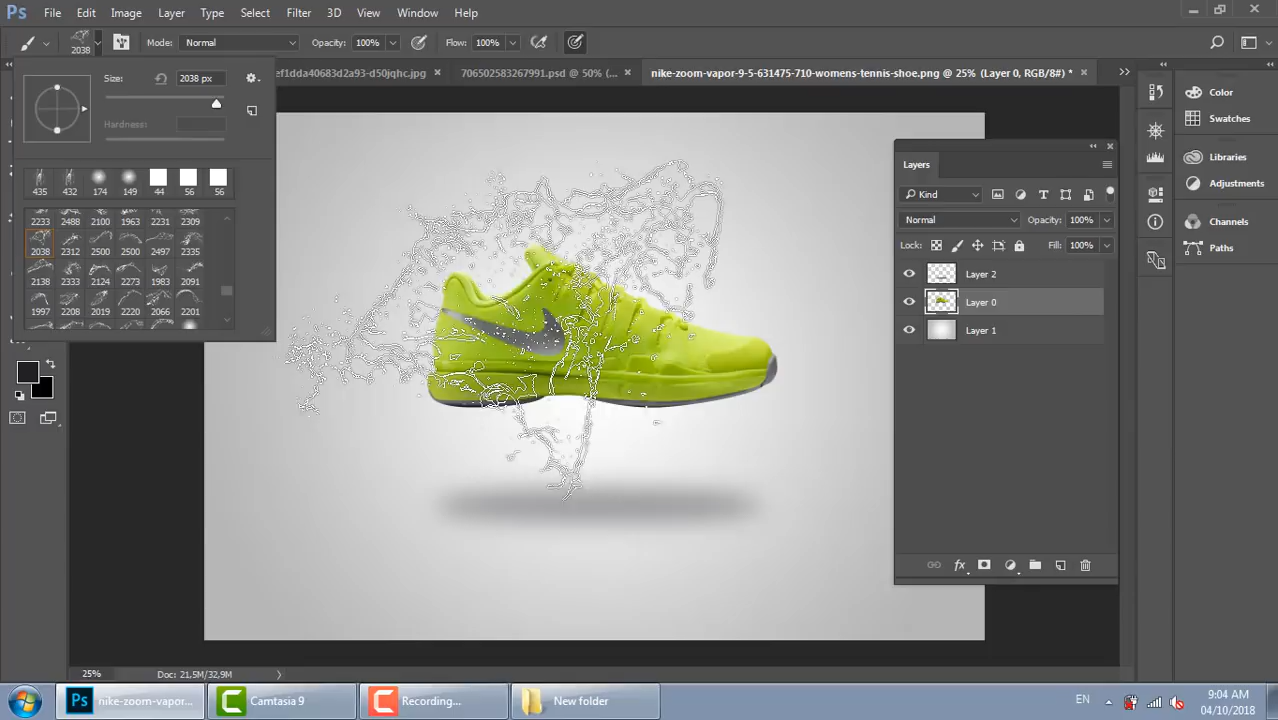 Ps File Edit Image Layer Type Select Filter 3D View Window Help
2038 Mode: Normal Opacity: 100% Flow: 100%
Size: 2038 px
Hardness:
ef1dda40683d2a93-d50jqhc.jpg
706502583267991.psd @ 50% (...
nike-zoom-vapor-9-5-631475-710-womens-tennis-shoe.png @ 25% (Layer 0, RGB/8#) *
435 432 174 149 44 56 56
2233 2488 2100 1963 2231 2309
2038 2312 2500 2500 2497 2335
2138 2333 2124 2273 1983 2091
1997 2208 2019 2220 2066 2201
Layers
Kind
Normal Opacity: 100%
Lock: Fill: 100%
Layer 2
Layer 0
Layer 1
fx
Color
Swatches
Libraries
Adjustments
Channels
Paths
25% Doc: 21,5M/32,9M
Ps nike-zoom-vapor... Camtasia 9 Recording... New folder
EN
9:04 AM
04/10/2018